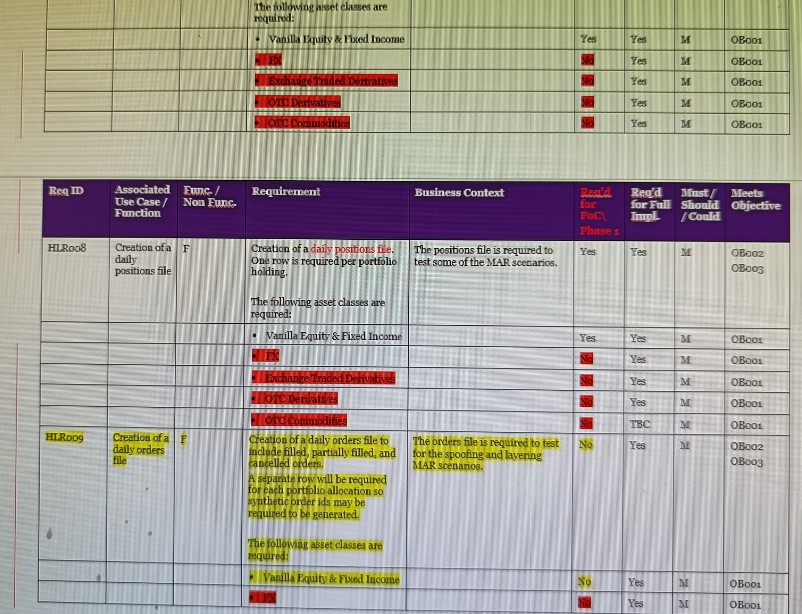 The following asset classes are
required:
• Vanilla Equity & Fixed Income Yes Yes M OB001
• FX No Yes M OB001
• Exchange Traded Derivatives No Yes M OB001
• OTC Derivatives No Yes M OB001
• OTC Commodities No Yes M OB001
Req ID
Associated
Use Case /
Function
Func. /
Non Func.
Requirement
Business Context
Req'd
for
PoC\
Phase 1
Req'd
for Full
Impl.
Must /
Should
/ Could
Meets
Objective
HLR008
Creation of a
daily
positions file
F
Creation of a daily positions file.
One row is required per portfolio
holding.
The following asset classes are
required:
The positions file is required to
test some of the MAR scenarios.
Yes
Yes
M
OB002
OB003
• Vanilla Equity & Fixed Income Yes Yes M OB001
• FX No Yes M OB001
• Exchange Traded Derivatives No Yes M OB001
• OTC Derivatives No Yes M OB001
• OTC Commodities No TBC M OB001
HLR009
Creation of a
daily orders
file
F
Creation of a daily orders file to
include filled, partially filled, and
cancelled orders.
A separate row will be required
for each portfolio allocation so
synthetic order ids may be
required to be generated.
The following asset classes are
required:
The orders file is required to test
for the spoofing and layering
MAR scenarios.
No
Yes
M
OB002
OB003
• Vanilla Equity & Fixed Income No Yes M OB001
• FX No Yes M OB001